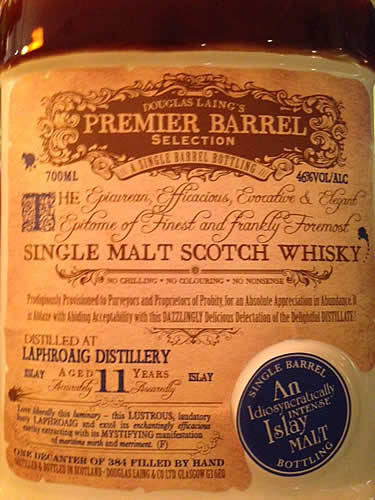 DOUGLAS LAING'S
PREMIER BARREL
SELECTION
A SINGLE BARREL BOTTLING
700ML
46%VOL/ALC
THE Epicurean, Efficacious, Evocative & Elegant
Epitome of Finest and frankly Foremost
SINGLE MALT SCOTCH WHISKY
NO CHILLING • NO COLOURING • NO NONSENSE
Prodigiously Provisioned to Purveyors and Proprietors of Probity, for an Absolute Appreciation in Abundance. It
is Ablaze with Abiding Acceptability with this DAZZLINGLY Delicious Delectation of the Delightful DISTILLATE!
DISTILLED AT
LAPHROAIG DISTILLERY
ISLAY AGED 11 YEARS ISLAY
Accurately Assuredly
Love liberally this luminary – this LUSTROUS, laudatory
LAPHROAIG and extol its enchantingly efficacious
earthy extracting with its MYSTIFYING manifestation
of maritime mirth and merriment. (F)
ONE DECANTER OF 384 FILLED BY HAND
DISTILLED & BOTTLED IN SCOTLAND - DOUGLAS LAING & CO LTD GLASGOW G3 6EQ
SINGLE BARREL
An
Idiosyncratically
INTENSE
Islay
MALT
BOTTLING